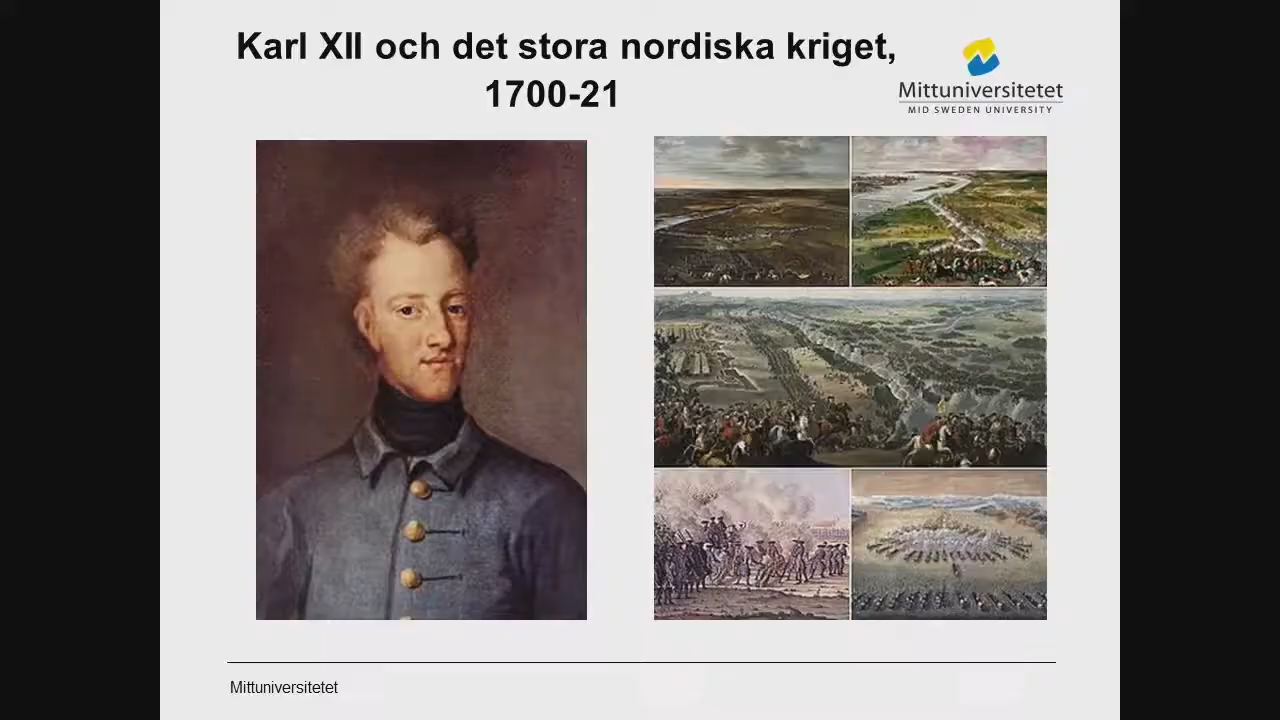 Karl XII och det stora nordiska kriget,
1700-21
Mittuniversitetet
MID SWEDEN UNIVERSITY
Mittuniversitetet